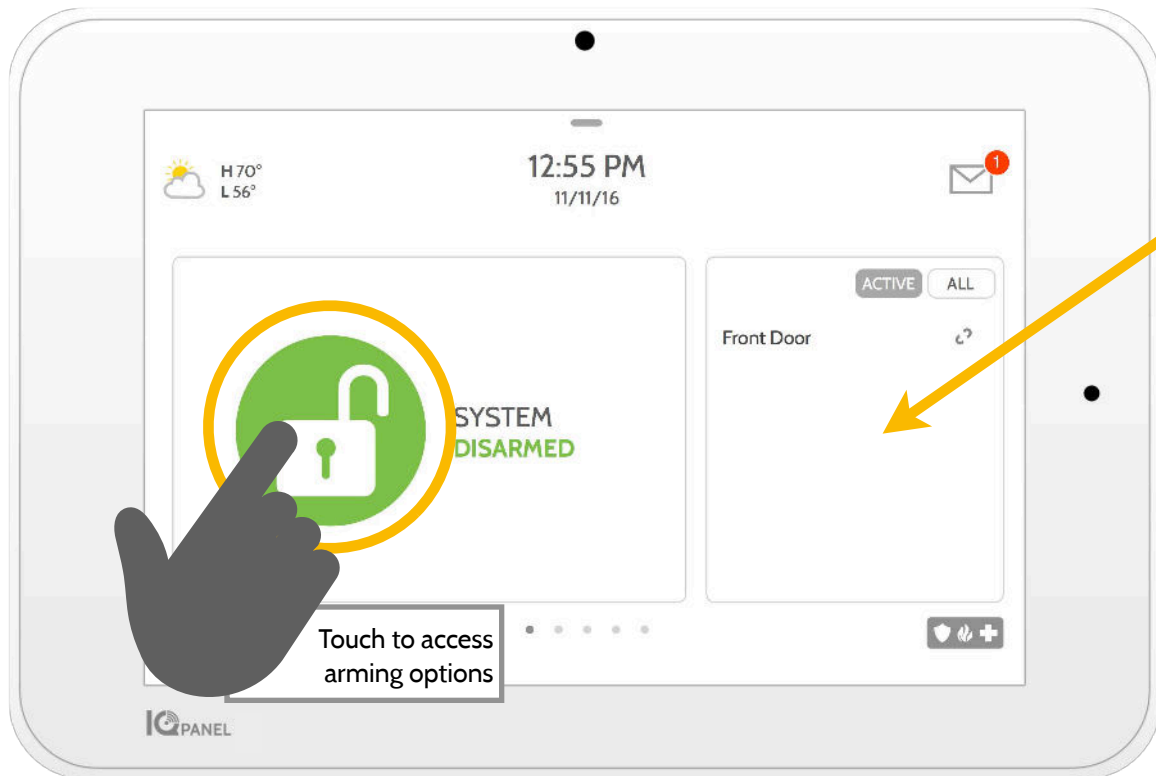 H 70°
L 56°
12:55 PM
11/11/16
1
ACTIVE
ALL
Front Door
SYSTEM
DISARMED
Touch to access
arming options
IQ PANEL